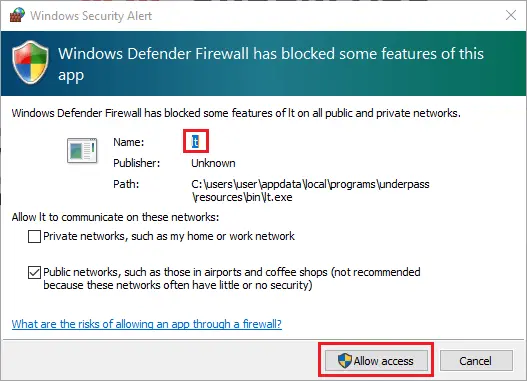 Windows Security Alert
Windows Defender Firewall has blocked some features of this
app
Windows Defender Firewall has blocked some features of lt on all public and private networks.
Name: lt
Publisher: Unknown
Path: C:\users\user\appdata\local\programs\underpass
\resources\bin\lt.exe
Allow lt to communicate on these networks:
Private networks, such as my home or work network
Public networks, such as those in airports and coffee shops (not recommended
because these networks often have little or no security)
What are the risks of allowing an app through a firewall?
Allow access Cancel